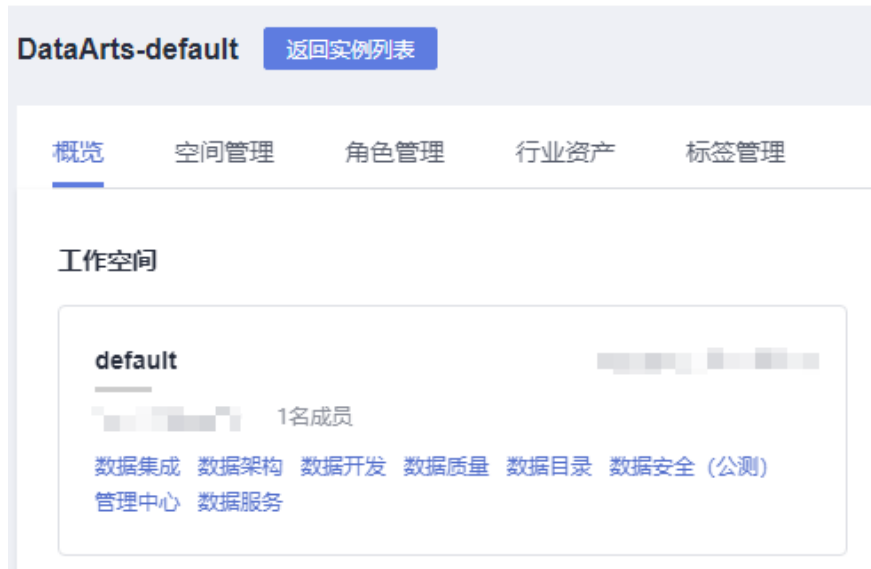 DataArts-default 返回实例列表
概览 空间管理 角色管理 行业资产 标签管理
工作空间
default
1名成员
数据集成 数据架构 数据开发 数据质量 数据目录 数据安全（公测）
管理中心 数据服务